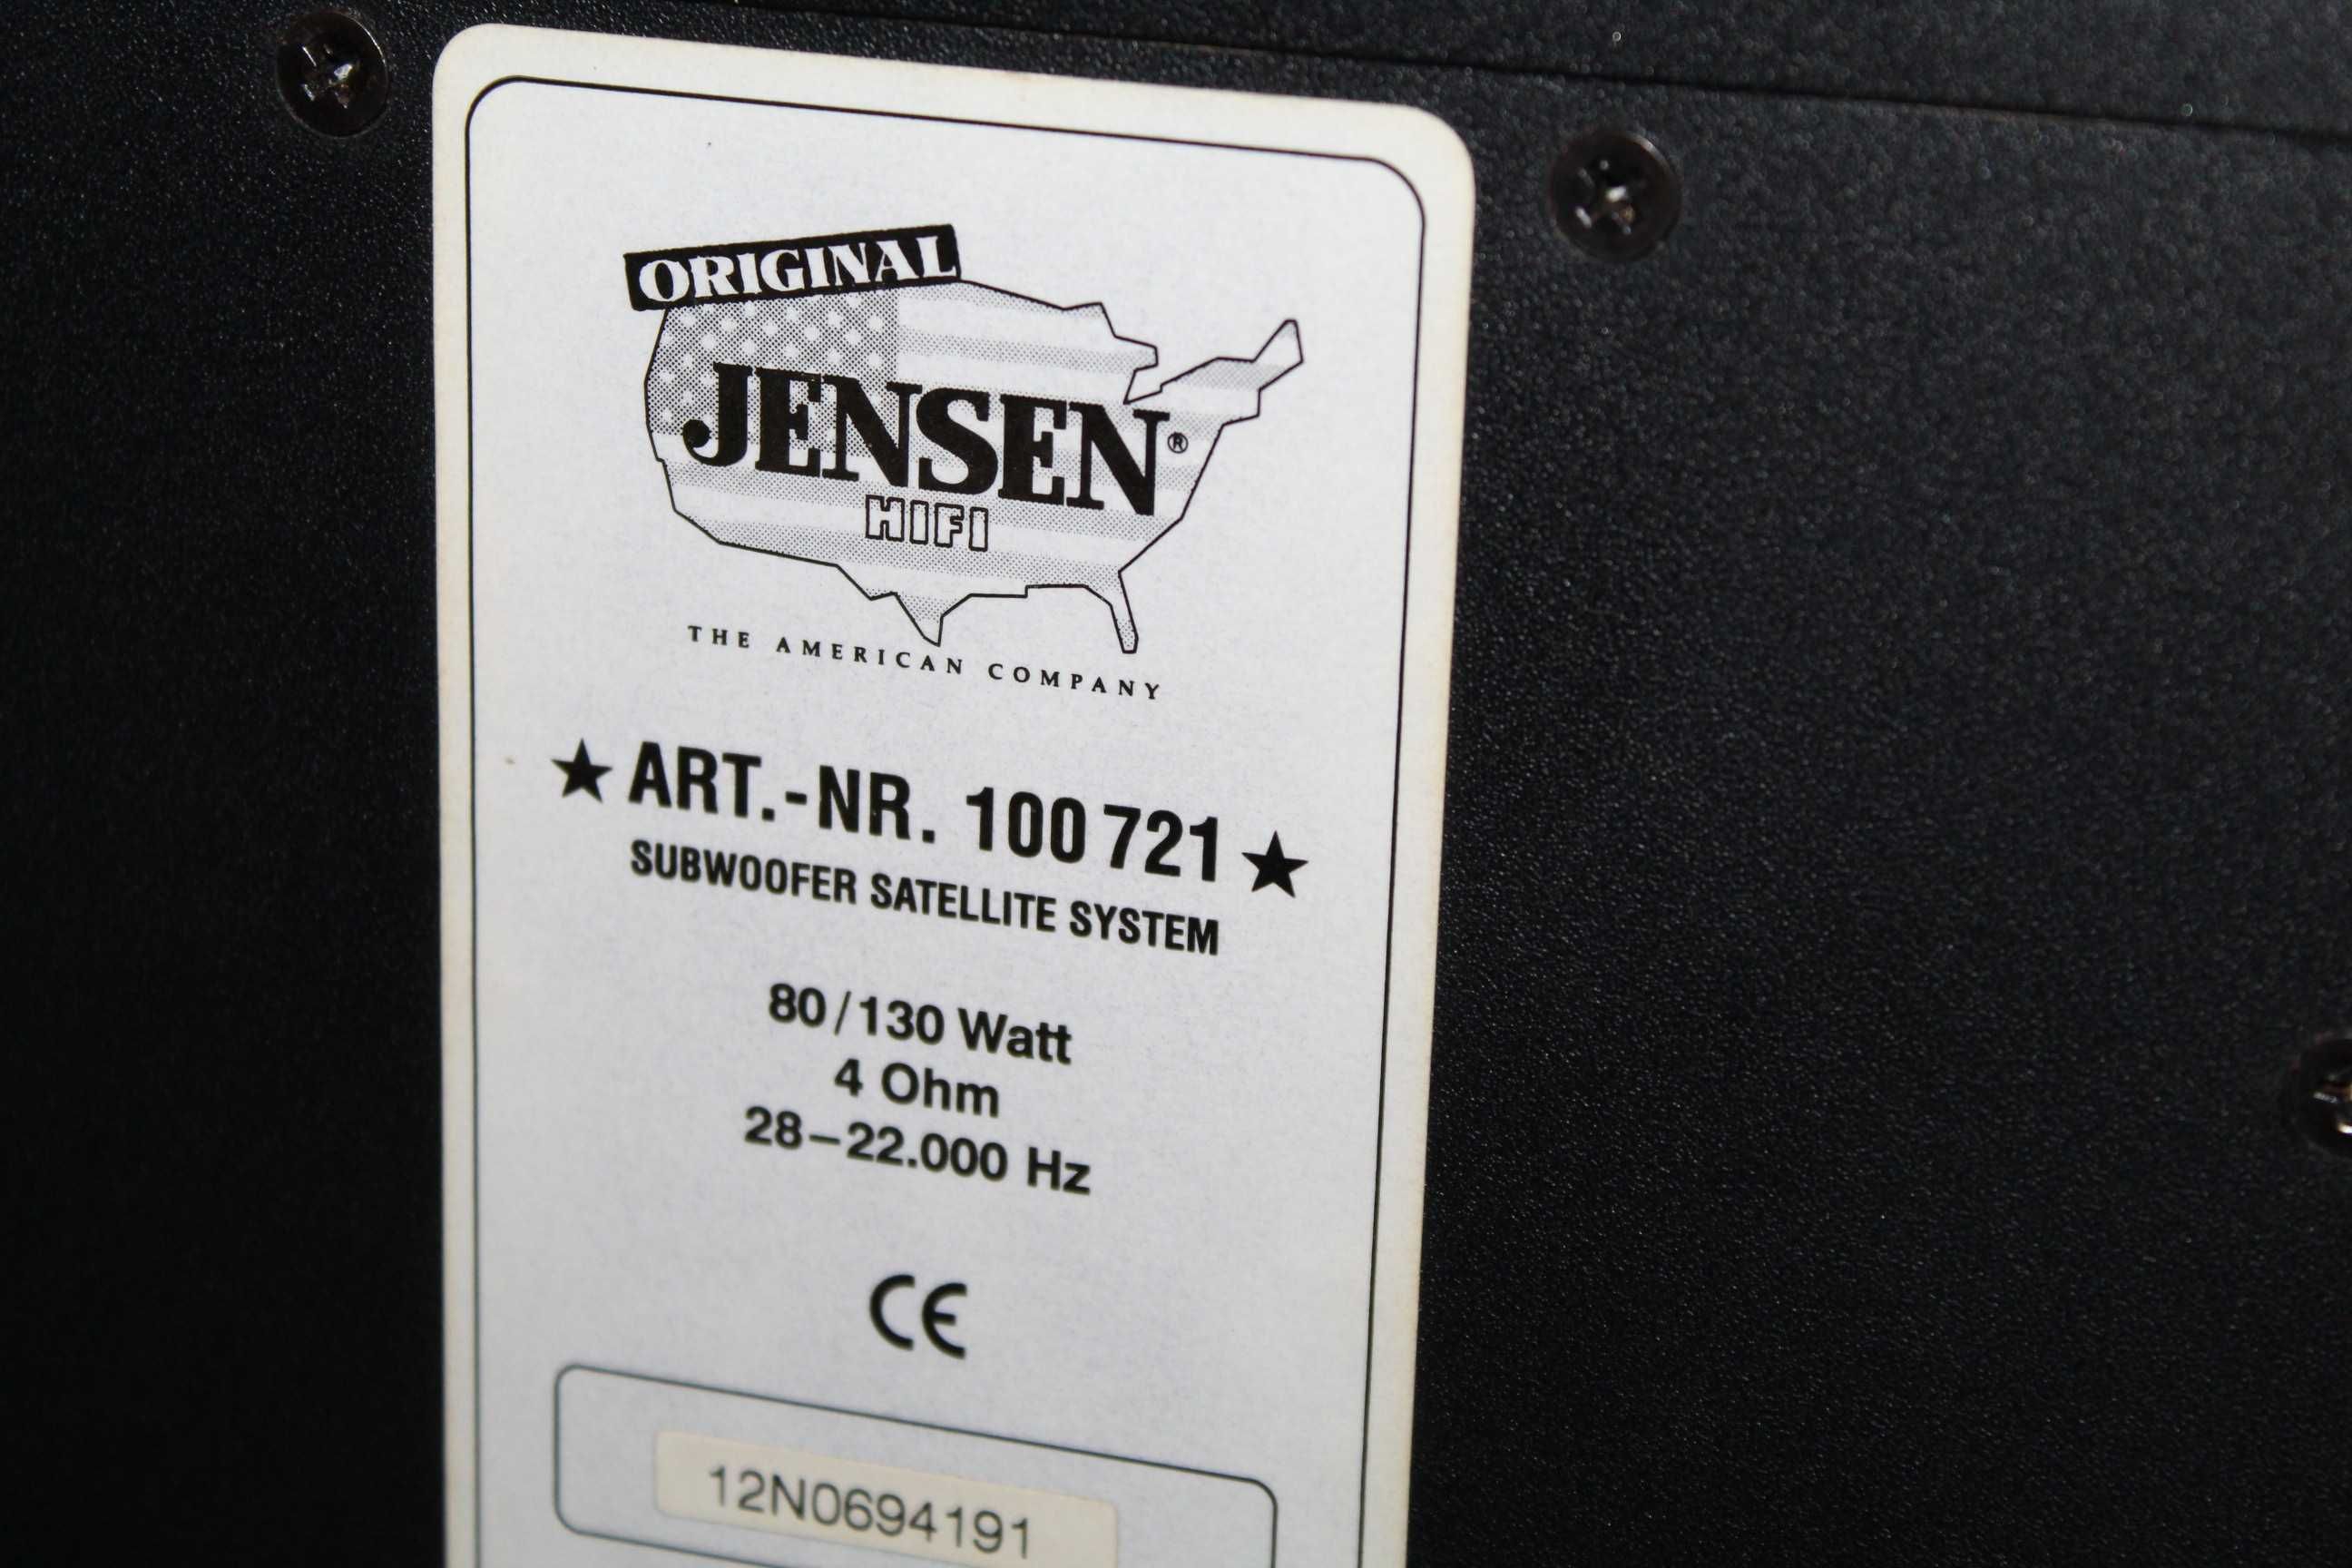 ORIGINAL
JENSEN®
HIFI
THE AMERICAN COMPANY
★ ART.-NR. 100 721 ★
SUBWOOFER SATELLITE SYSTEM
80/130 Watt
4 Ohm
28–22.000 Hz
CE
12N0694191